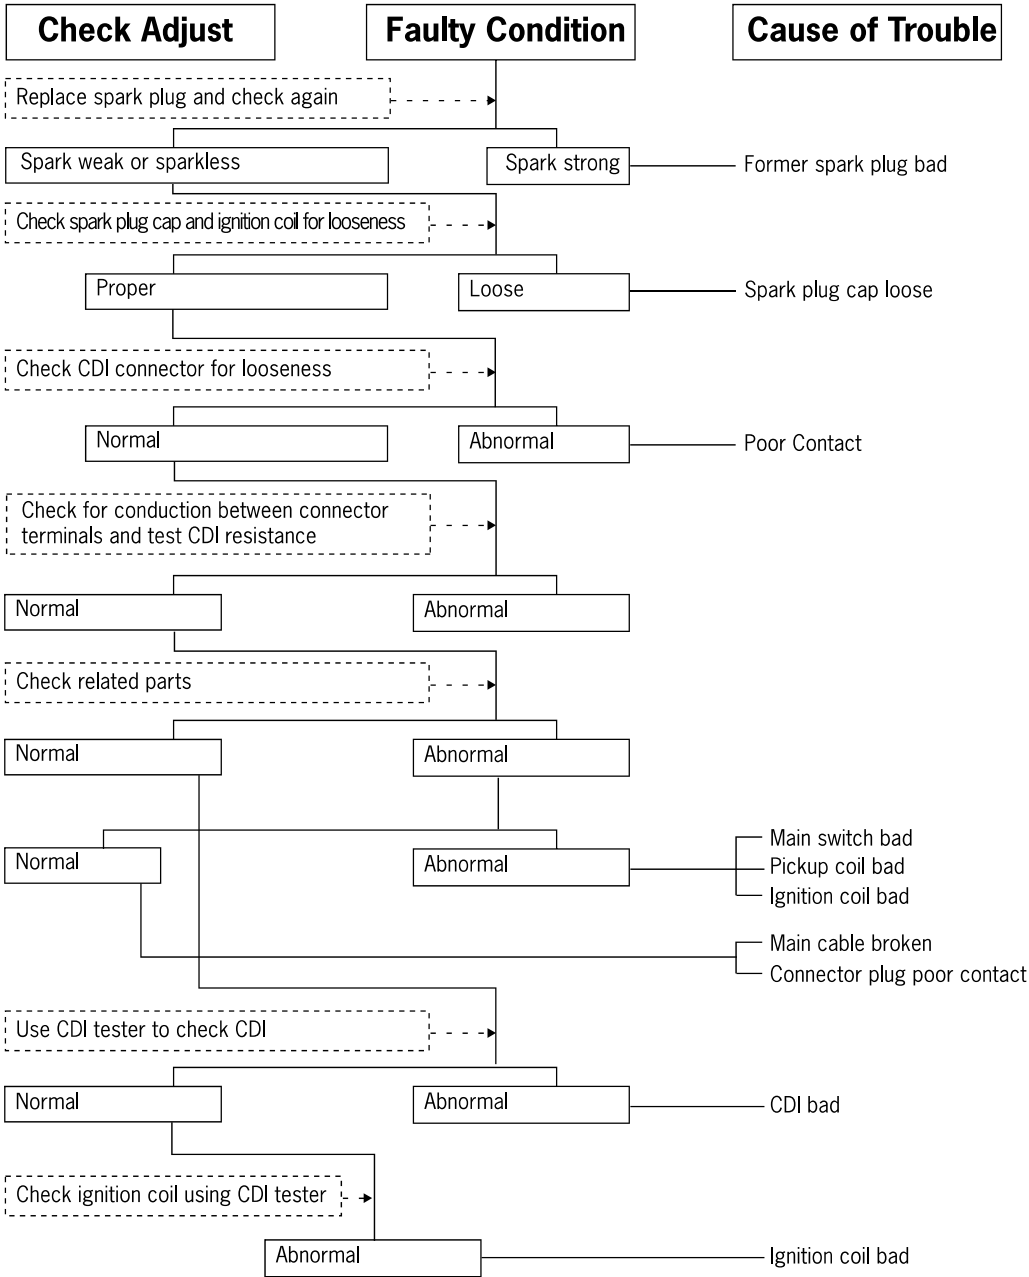 Check Adjust
Faulty Condition
Cause of Trouble
Replace spark plug and check again
Spark weak or sparkless
Spark strong
Former spark plug bad
Check spark plug cap and ignition coil for looseness
Proper
Loose
Spark plug cap loose
Check CDI connector for looseness
Normal
Abnormal
Poor Contact
Check for conduction between connector
terminals and test CDI resistance
Normal
Abnormal
Check related parts
Normal
Abnormal
Normal
Abnormal
Main switch bad
Pickup coil bad
Ignition coil bad
Main cable broken
Connector plug poor contact
Use CDI tester to check CDI
Normal
Abnormal
CDI bad
Check ignition coil using CDI tester
Abnormal
Ignition coil bad